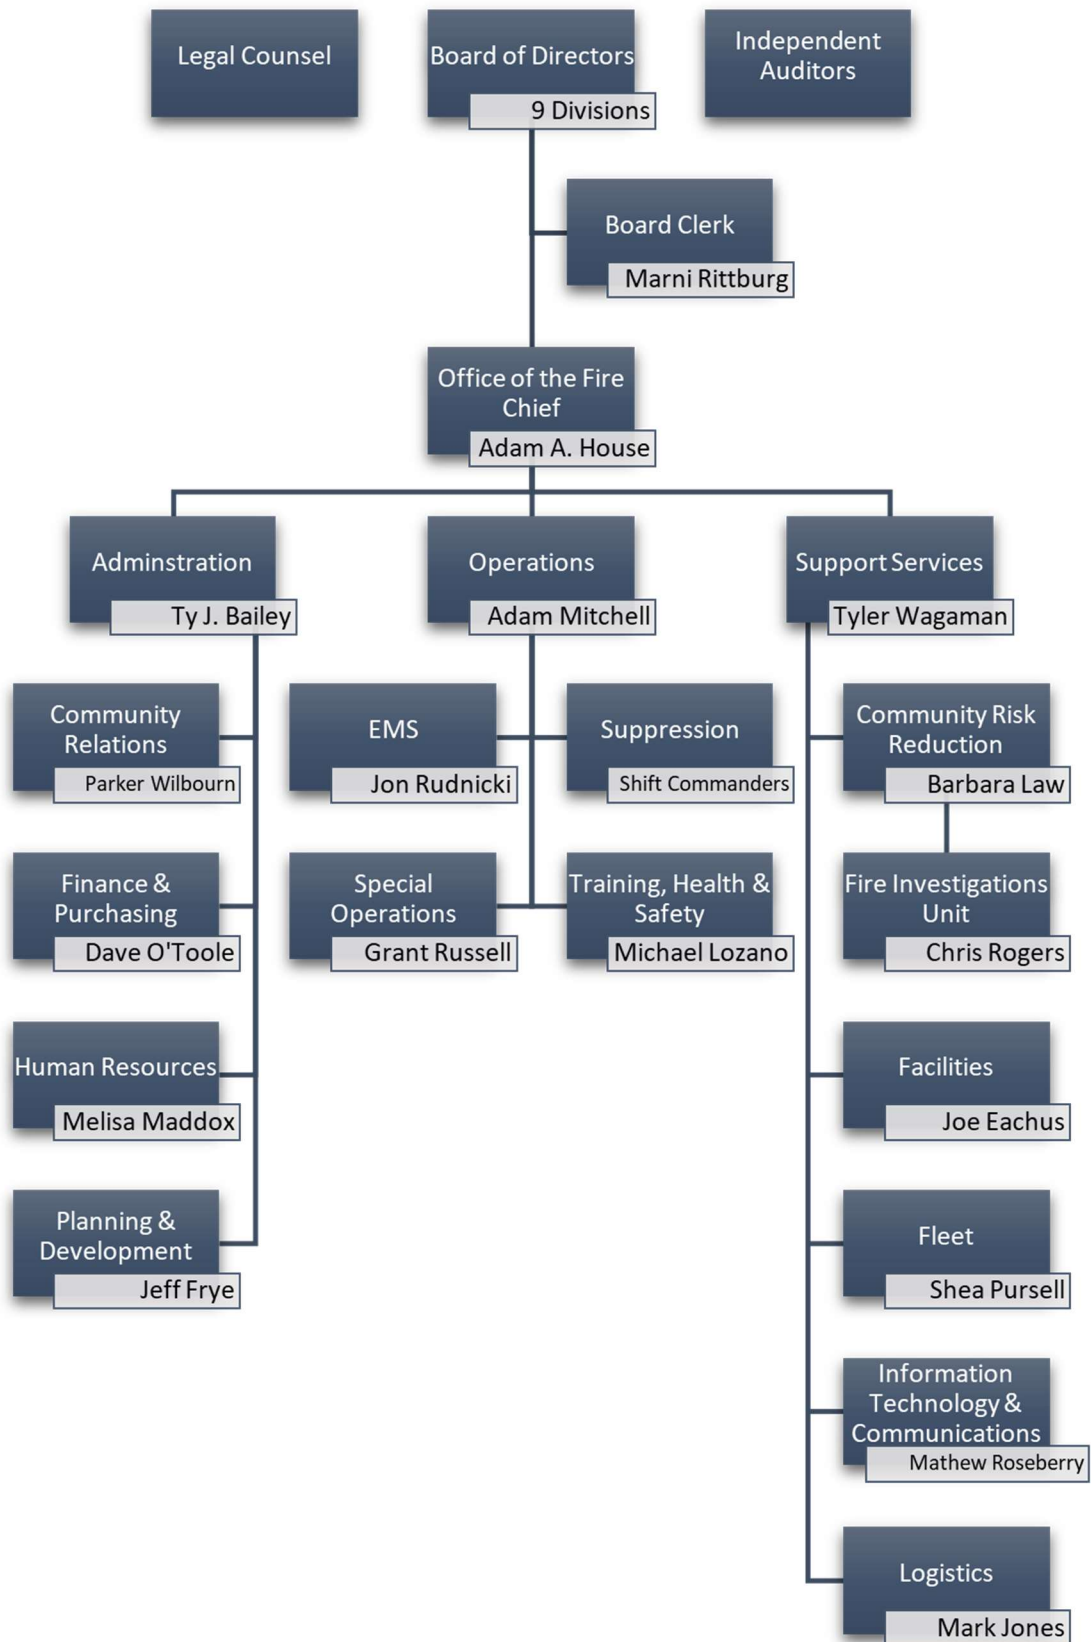 Legal Counsel
Board of Directors
9 Divisions
Independent
Auditors
Board Clerk
Marni Rittburg
Office of the Fire
Chief
Adam A. House
Adminstration
Ty J. Bailey
Operations
Adam Mitchell
Support Services
Tyler Wagaman
Community
Relations
Parker Wilbourn
EMS
Jon Rudnicki
Suppression
Shift Commanders
Community Risk
Reduction
Barbara Law
Finance &
Purchasing
Dave O'Toole
Special
Operations
Grant Russell
Training, Health &
Safety
Michael Lozano
Fire Investigations
Unit
Chris Rogers
Human Resources
Melisa Maddox
Facilities
Joe Eachus
Planning &
Development
Jeff Frye
Fleet
Shea Pursell
Information
Technology &
Communications
Mathew Roseberry
Logistics
Mark Jones